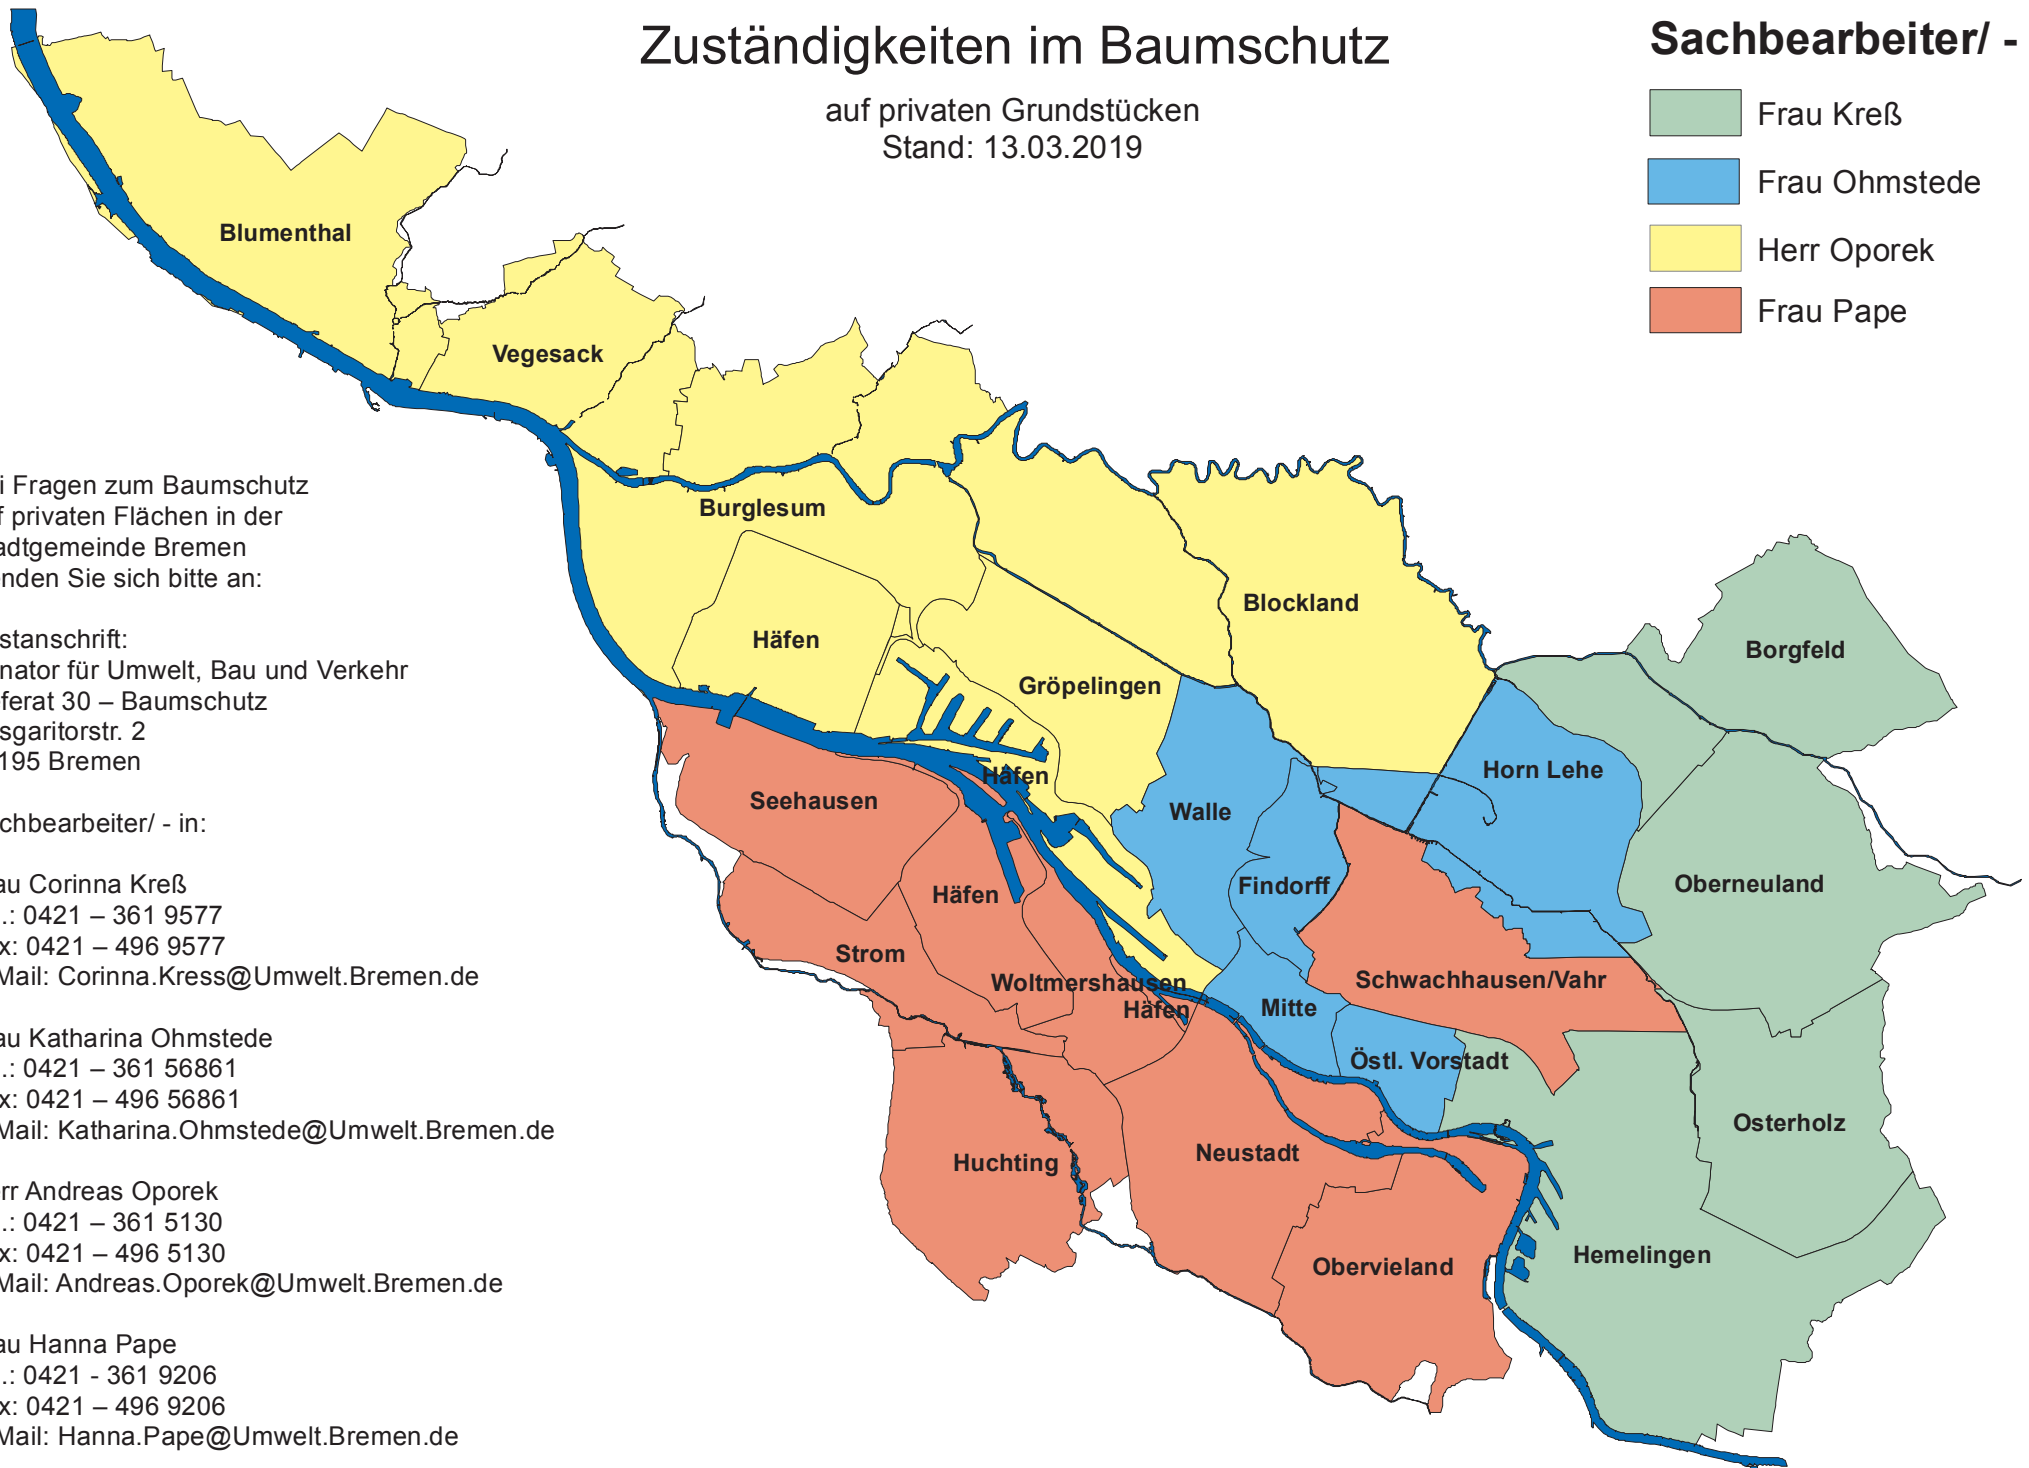 Zuständigkeiten im Baumschutz
auf privaten Grundstücken
Stand: 13.03.2019
Sachbearbeiter/ -
Frau Kreß
Frau Ohmstede
Herr Oporek
Frau Pape
Blumenthal
Vegesack
Burglesum
Häfen
Gröpelingen
Blockland
Borgfeld
Häfen
Seehausen
Walle
Horn Lehe
Findorff
Oberneuland
Häfen
Strom
Woltmershausen
Häfen
Mitte
Schwachhausen/Vahr
Östl. Vorstadt
Osterholz
Huchting
Neustadt
Obervieland
Hemelingen
i Fragen zum Baumschutz
f privaten Flächen in der
adtgemeinde Bremen
enden Sie sich bitte an:
stanschrift:
nator für Umwelt, Bau und Verkehr
eferat 30 – Baumschutz
sgaritorstr. 2
195 Bremen
chbearbeiter/ - in:
au Corinna Kreß
.: 0421 – 361 9577
x: 0421 – 496 9577
Mail: Corinna.Kress@Umwelt.Bremen.de
au Katharina Ohmstede
.: 0421 – 361 56861
x: 0421 – 496 56861
Mail: Katharina.Ohmstede@Umwelt.Bremen.de
rr Andreas Oporek
.: 0421 – 361 5130
x: 0421 – 496 5130
Mail: Andreas.Oporek@Umwelt.Bremen.de
au Hanna Pape
.: 0421 - 361 9206
x: 0421 – 496 9206
Mail: Hanna.Pape@Umwelt.Bremen.de